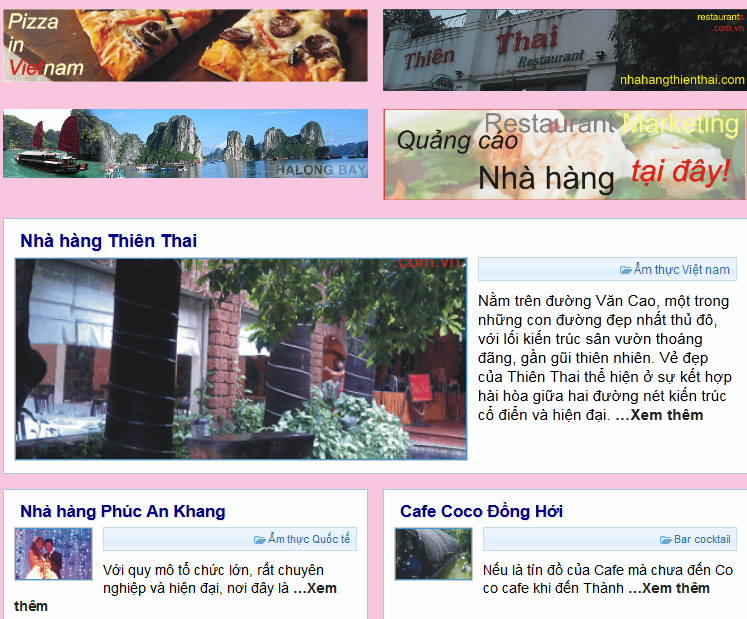 Pizza
in
Vietnam
restaurants
.com.vn
Thiên Thai
Restaurant
nhahangthienthai.com
HALONG BAY
Restaurant Marketing
Quảng cáo
Nhà hàng tại đây!
Nhà hàng Thiên Thai
.com.vn
Ẩm thực Việt nam
Nằm trên đường Văn Cao, một trong
những con đường đẹp nhất thủ đô,
với lối kiến trúc sân vườn thoáng
đãng, gần gũi thiên nhiên. Vẻ đẹp
của Thiên Thai thể hiện ở sự kết hợp
hài hòa giữa hai đường nét kiến trúc
cổ điển và hiện đại. ...Xem thêm
Nhà hàng Phúc An Khang
Ẩm thực Quốc tế
Với quy mô tổ chức lớn, rất chuyên
nghiệp và hiện đại, nơi đây là ...Xem
thêm
Cafe Coco Đồng Hới
Bar cocktail
Nếu là tín đồ của Cafe mà chưa đến Co
co cafe khi đến Thành ...Xem thêm